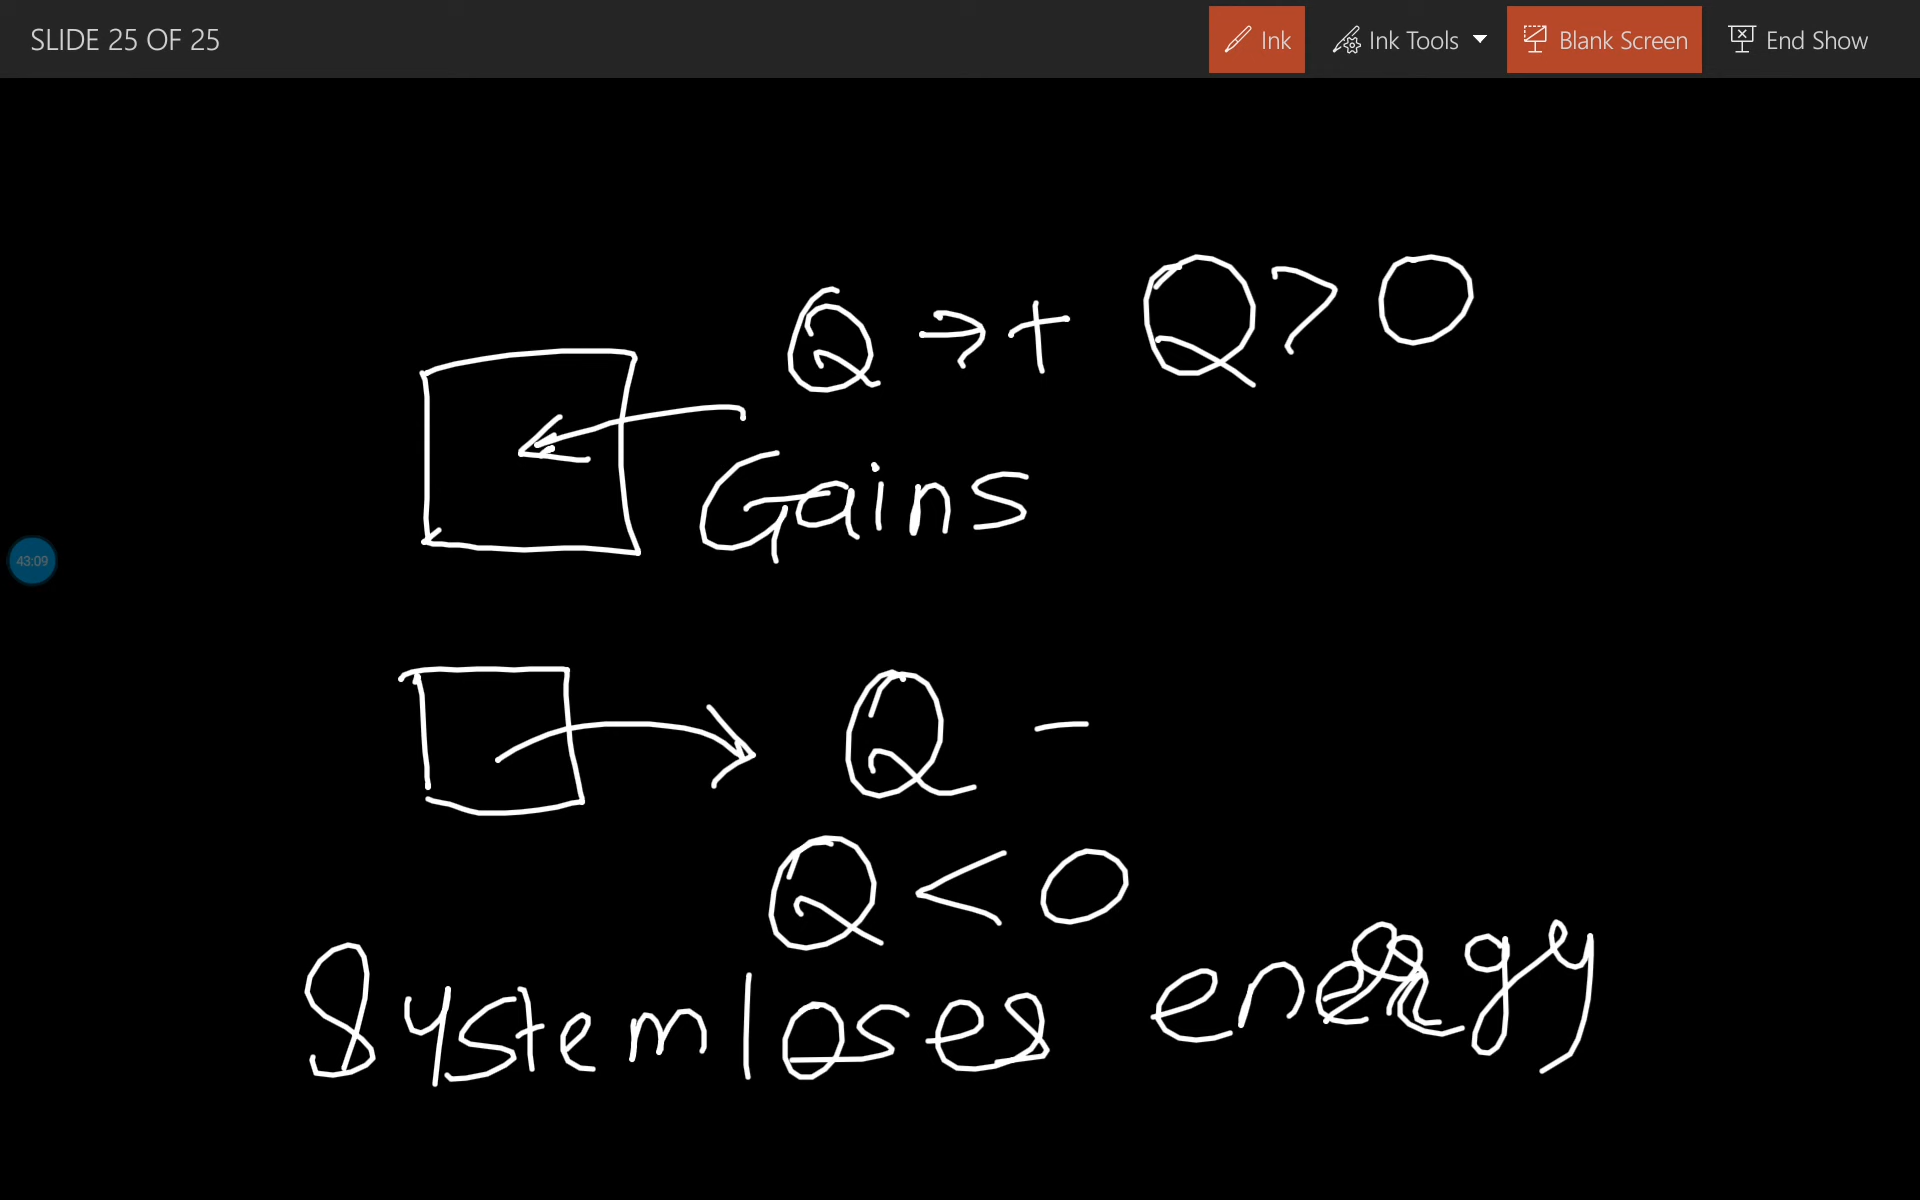 SLIDE 25 OF 25 Ink Ink Tools Blank Screen End Show
Q → + Q > 0
Gains
43:09
Q -
Q < 0
System loses energy